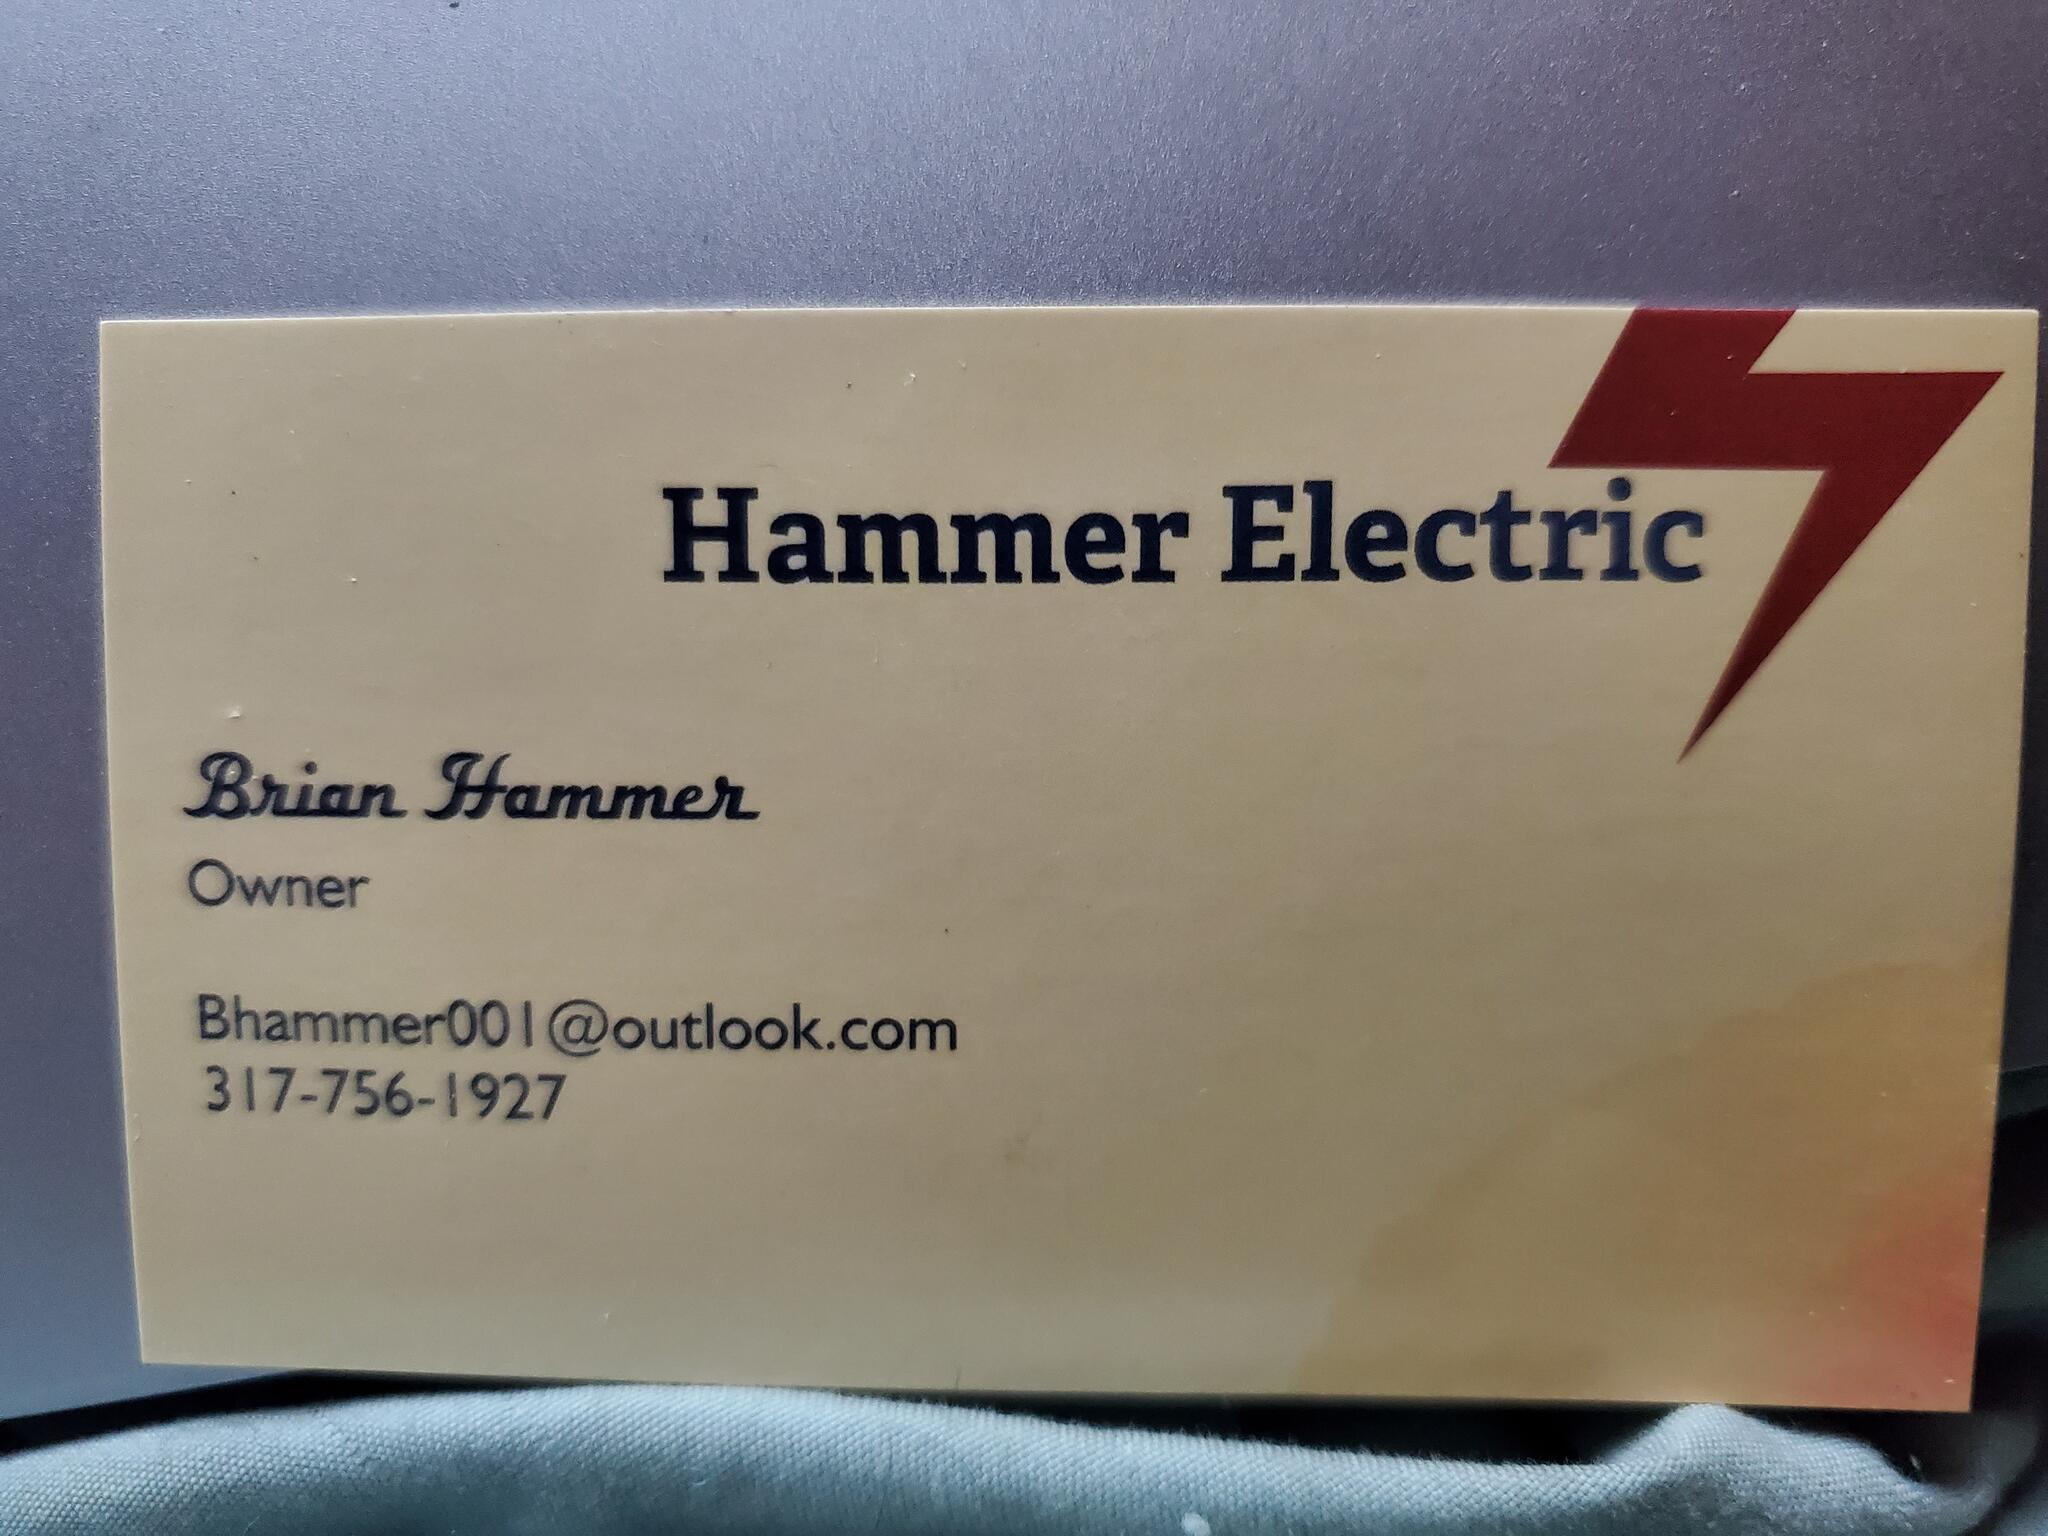 Hammer Electric
Brian Hammer
Owner
Bhammer001@outlook.com
317-756-1927